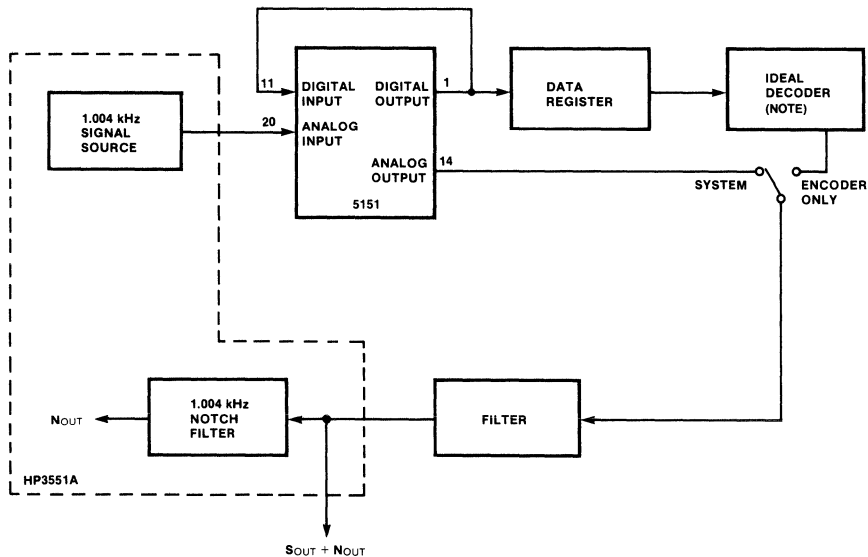 11
DIGITAL
INPUT
DIGITAL
OUTPUT
1
DATA
REGISTER
IDEAL
DECODER
(NOTE)
1.004 kHz
SIGNAL
SOURCE
20
ANALOG
INPUT
ANALOG
OUTPUT
14
5151
SYSTEM
ENCODER
ONLY
NOUT
1.004 kHz
NOTCH
FILTER
FILTER
HP3551A
SOUT + NOUT